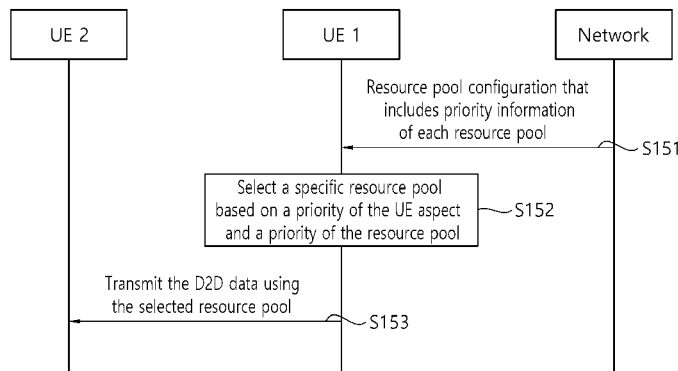 UE 2
UE 1
Network
Resource pool configuration that
includes priority information
of each resource pool
S151
Select a specific resource pool
based on a priority of the UE aspect
and a priority of the resource pool
S152
Transmit the D2D data using
the selected resource pool
S153